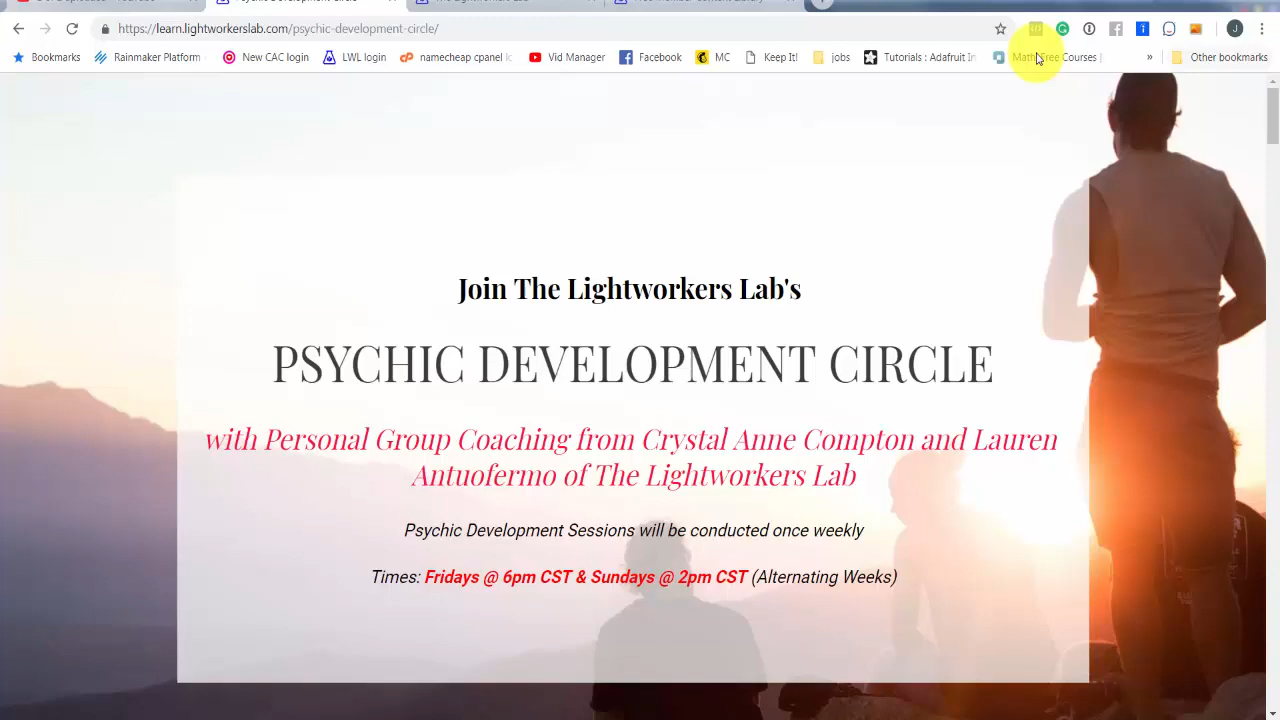 https://learn.lightworkerslab.com/psychic-development-circle/
J
Bookmarks Rainmaker Platform New CAC login LWL login namecheap cpanel lo Vid Manager Facebook MC Keep It! jobs Tutorials : Adafruit In » Other bookmarks
Join The Lightworkers Lab's
PSYCHIC DEVELOPMENT CIRCLE
with Personal Group Coaching from Crystal Anne Compton and Lauren
Antuofermo of The Lightworkers Lab
Psychic Development Sessions will be conducted once weekly
Times: Fridays @ 6pm CST & Sundays @ 2pm CST (Alternating Weeks)